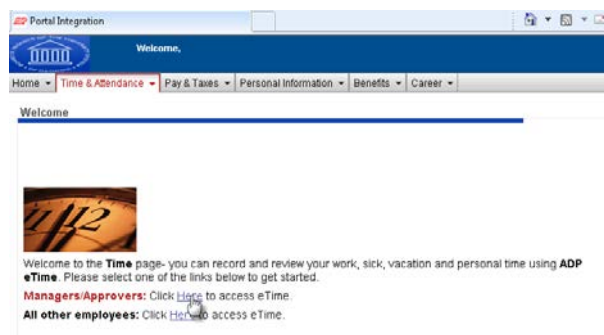 Portal Integration
Welcome,
Home Time & Attendance Pay & Taxes Personal Information Benefits Career
Welcome
11 12
Welcome to the Time page- you can record and review your work, sick, vacation and personal time using ADP
eTime. Please select one of the links below to get started.
Managers/Approvers: Click Here to access eTime.
All other employees: Click Here to access eTime.